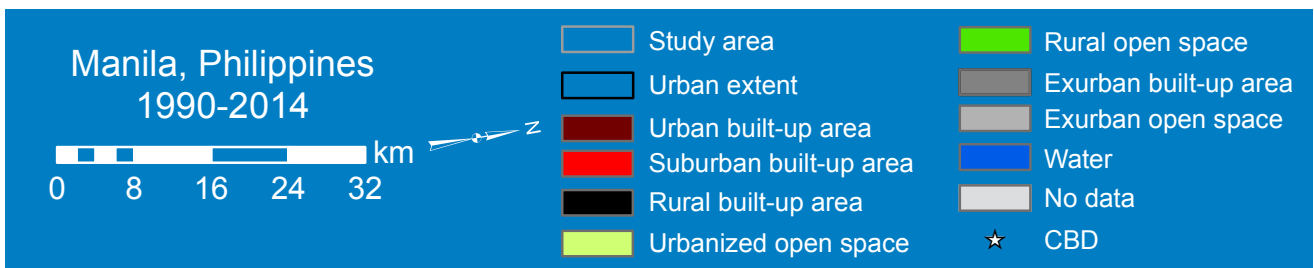 Manila, Philippines
1990-2014
km
0 8 16 24 32
N
Study area
Urban extent
Urban built-up area
Suburban built-up area
Rural built-up area
Urbanized open space
Rural open space
Exurban built-up area
Exurban open space
Water
No data
CBD